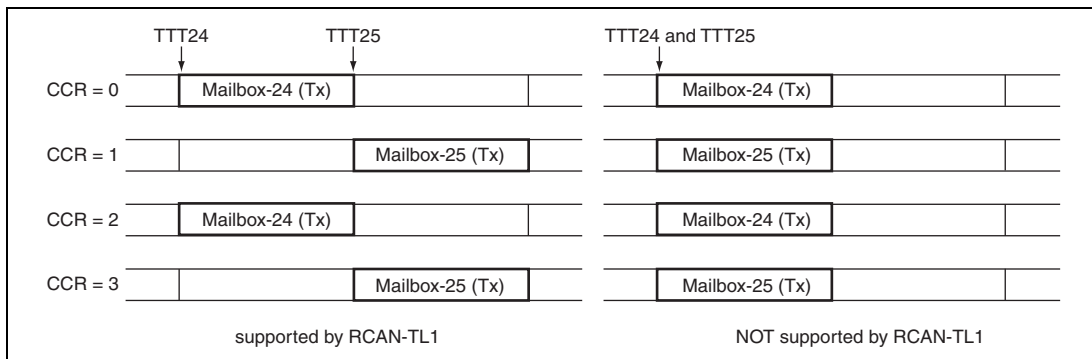 TTT24 TTT25 TTT24 and TTT25
CCR = 0 Mailbox-24 (Tx) Mailbox-24 (Tx)
CCR = 1 Mailbox-25 (Tx) Mailbox-25 (Tx)
CCR = 2 Mailbox-24 (Tx) Mailbox-24 (Tx)
CCR = 3 Mailbox-25 (Tx) Mailbox-25 (Tx)
supported by RCAN-TL1 NOT supported by RCAN-TL1